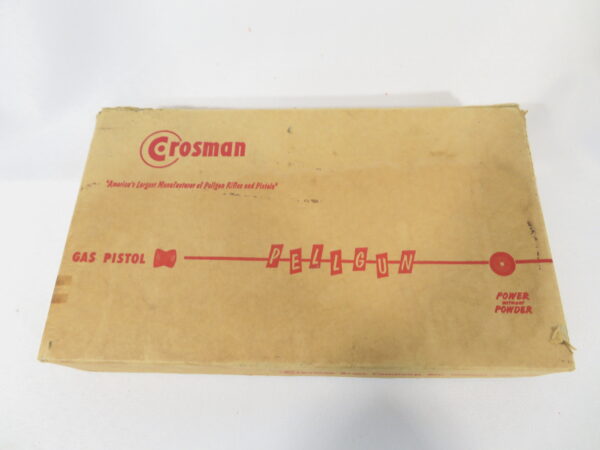 Crosman
"America's Largest Manufacturer of Pellgun Rifles and Pistols"
GAS PISTOL
PELLGUN
POWER
WITHOUT
POWDER